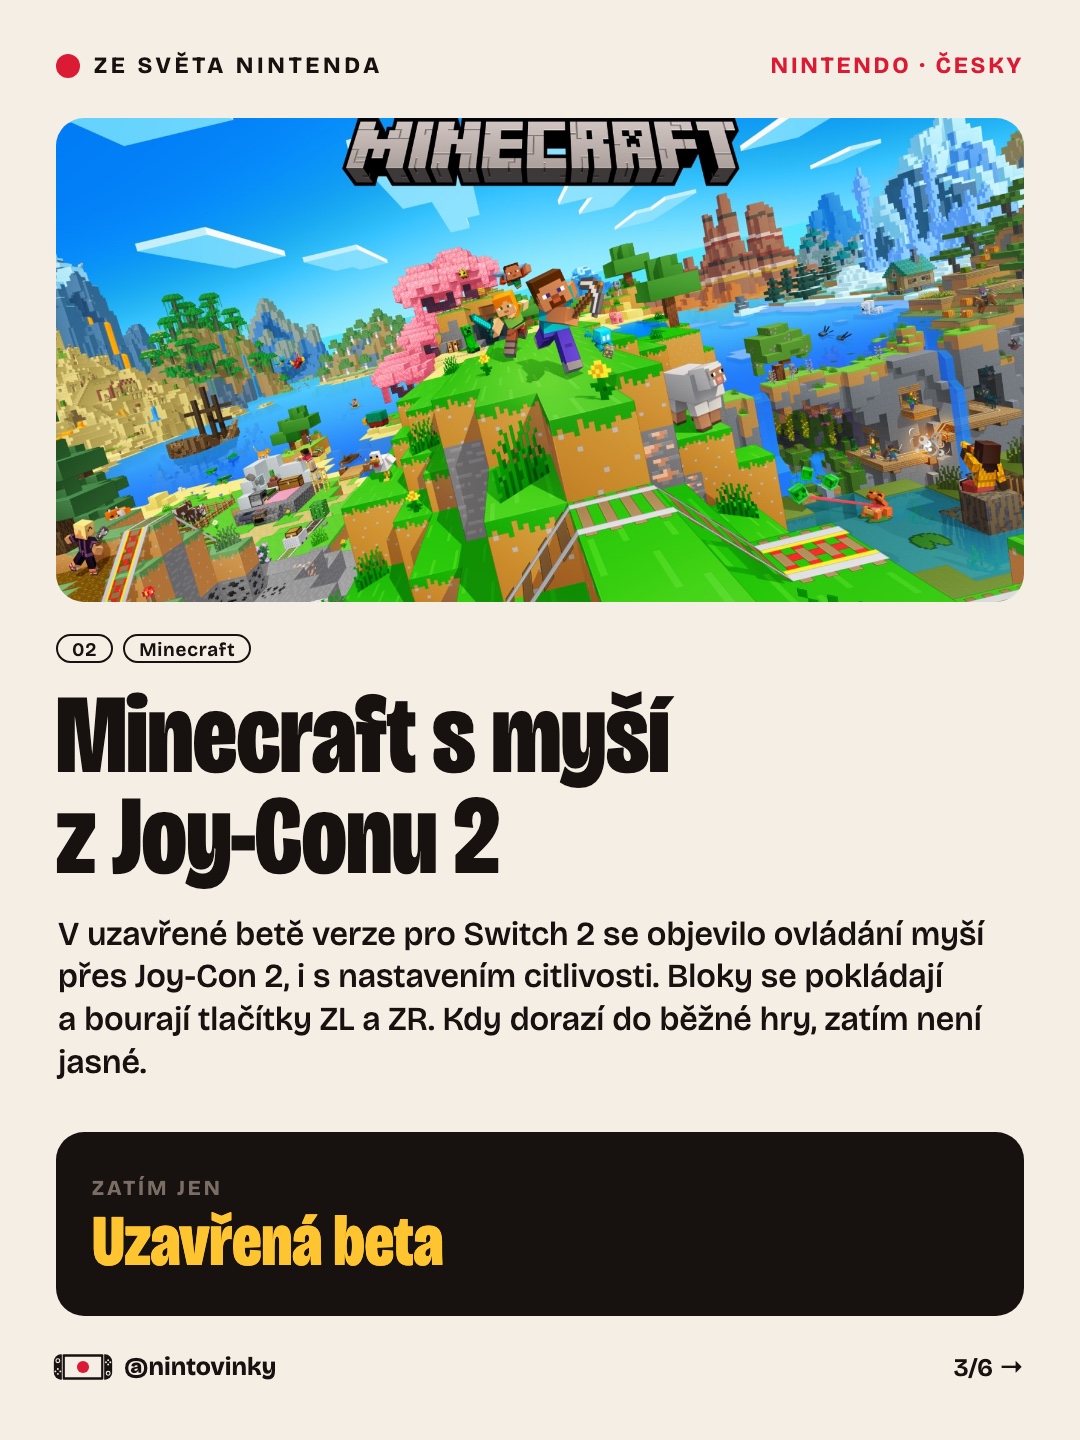 ZE SVĚTA NINTENDA
NINTENDO · ČESKY
MINECRAFT
02
Minecraft
Minecraft s myší
z Joy-Conu 2
V uzavřené betě verze pro Switch 2 se objevilo ovládání myší
přes Joy-Con 2, i s nastavením citlivosti. Bloky se pokládají
a bourají tlačítky ZL a ZR. Kdy dorazí do běžné hry, zatím není
jasné.
ZATÍM JEN
Uzavřená beta
@nintovinky
3/6 →